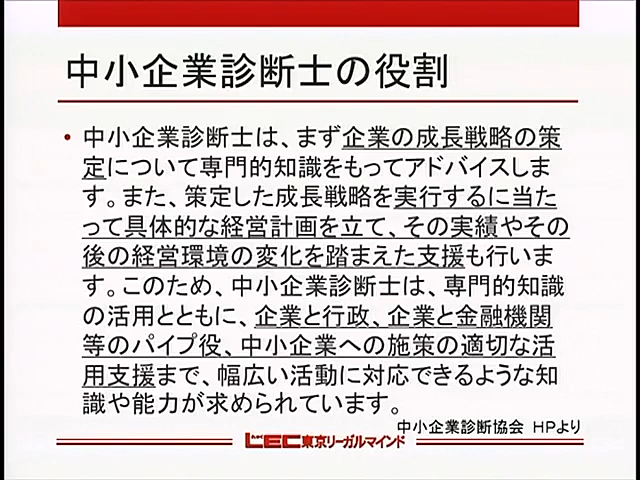 中小企業診断士の役割
• 中小企業診断士は、まず企業の成長戦略の策
定について専門的知識をもってアドバイスしま
す。また、策定した成長戦略を実行するに当た
って具体的な経営計画を立て、その実績やその
後の経営環境の変化を踏まえた支援も行いま
す。このため、中小企業診断士は、専門的知識
の活用とともに、企業と行政、企業と金融機関
等のパイプ役、中小企業への施策の適切な活
用支援まで、幅広い活動に対応できるような知
識や能力が求められています。
中小企業診断協会 HPより
LEC東京リーガルマインド